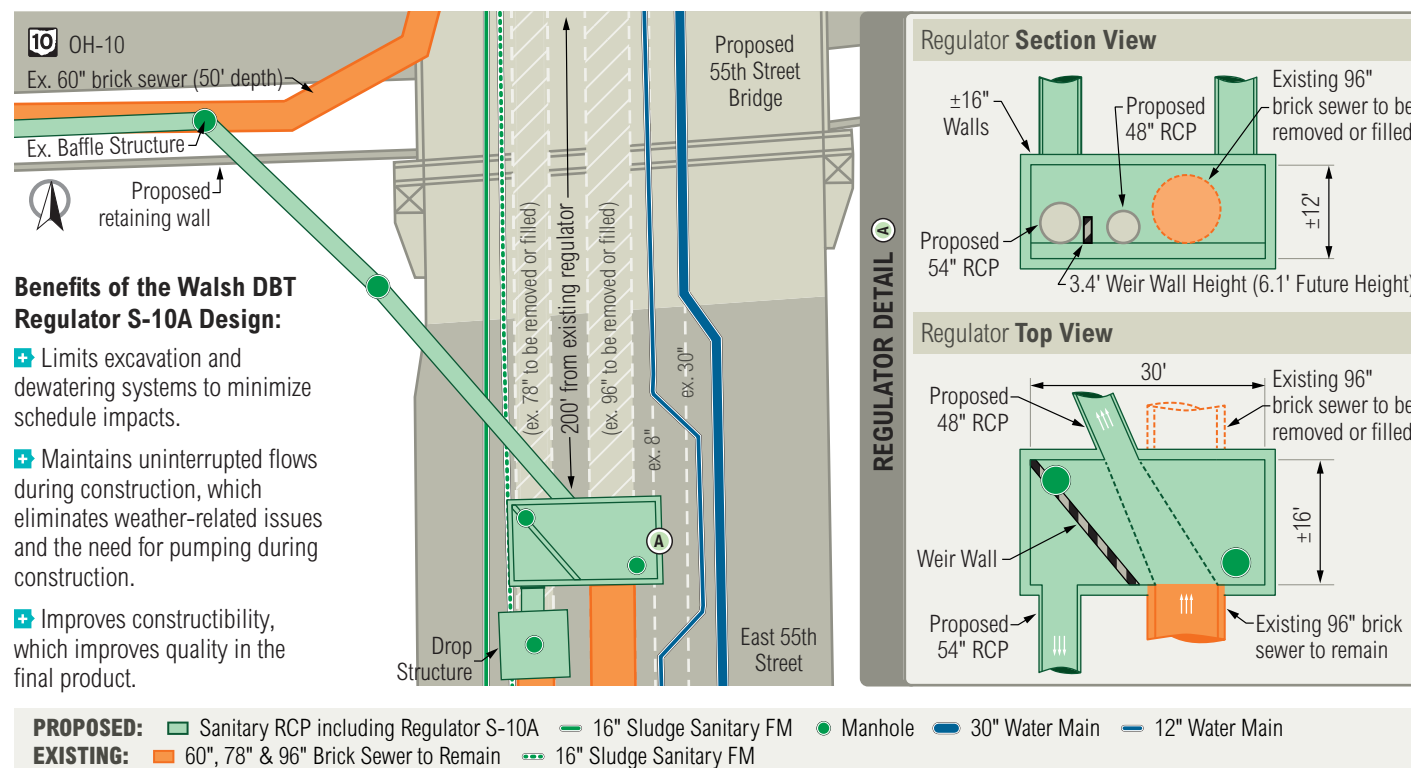 10 OH-10
Ex. 60" brick sewer (50' depth)
Ex. Baffle Structure
Proposed
retaining wall
Benefits of the Walsh DBT
Regulator S-10A Design:
Limits excavation and
dewatering systems to minimize
schedule impacts.
Maintains uninterrupted flows
during construction, which
eliminates weather-related issues
and the need for pumping during
construction.
Improves constructibility,
which improves quality in the
final product.
Proposed
55th Street
Bridge
(ex. 78" to be removed or filled)
200' from existing regulator
(ex. 96" to be removed or filled)
ex. 8"
ex. 30"
A
Drop
Structure
East 55th
Street
REGULATOR DETAIL A
Regulator Section View
±16"
Walls
Proposed
48" RCP
Existing 96"
brick sewer to be
removed or filled
±12'
Proposed
54" RCP
3.4' Weir Wall Height (6.1' Future Height)
Regulator Top View
30'
Proposed
48" RCP
Existing 96"
brick sewer to be
removed or filled
±16'
Weir Wall
Proposed
54" RCP
Existing 96" brick
sewer to remain
PROPOSED: Sanitary RCP including Regulator S-10A 16" Sludge Sanitary FM Manhole 30" Water Main 12" Water Main
EXISTING: 60", 78" & 96" Brick Sewer to Remain 16" Sludge Sanitary FM